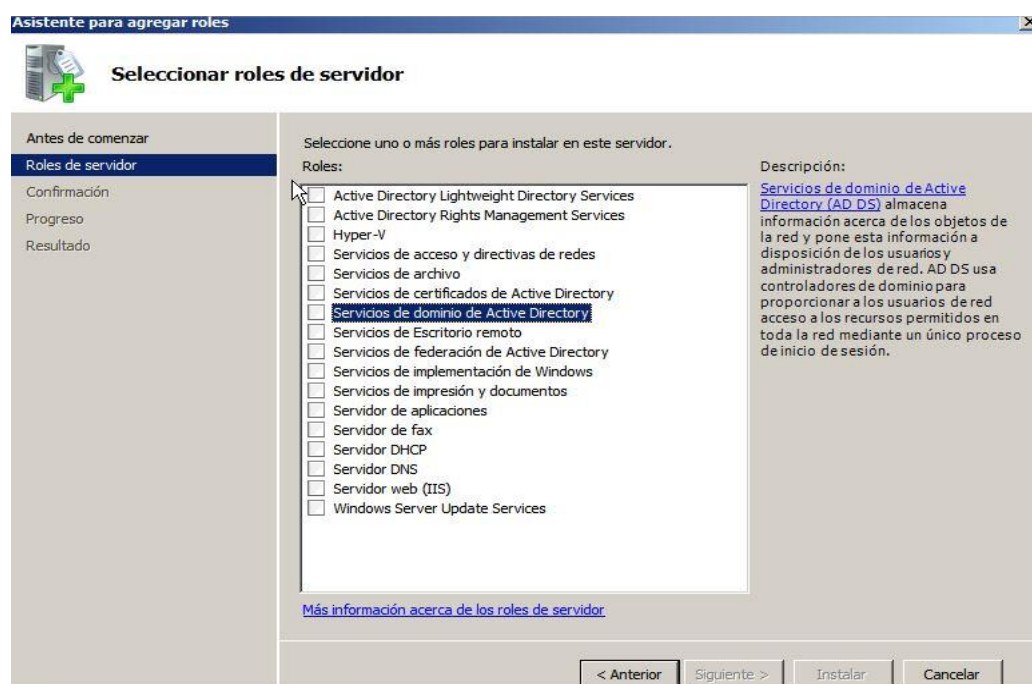 Asistente para agregar roles
Seleccionar roles de servidor
Antes de comenzar
Roles de servidor
Confirmación
Progreso
Resultado
Seleccione uno o más roles para instalar en este servidor.
Roles:
Active Directory Lightweight Directory Services
Active Directory Rights Management Services
Hyper-V
Servicios de acceso y directivas de redes
Servicios de archivo
Servicios de certificados de Active Directory
Servicios de dominio de Active Directory
Servicios de Escritorio remoto
Servicios de federación de Active Directory
Servicios de implementación de Windows
Servicios de impresión y documentos
Servidor de aplicaciones
Servidor de fax
Servidor DHCP
Servidor DNS
Servidor web (IIS)
Windows Server Update Services
Más información acerca de los roles de servidor
Descripción:
Servicios de dominio de Active
Directory (AD DS) almacena
información acerca de los objetos de
la red y pone esta información a
disposición de los usuarios y
administradores de red. AD DS usa
controladores de dominio para
proporcionar a los usuarios de red
acceso a los recursos permitidos en
toda la red mediante un único proceso
de inicio de sesión.
< Anterior
Siguiente >
Instalar
Cancelar